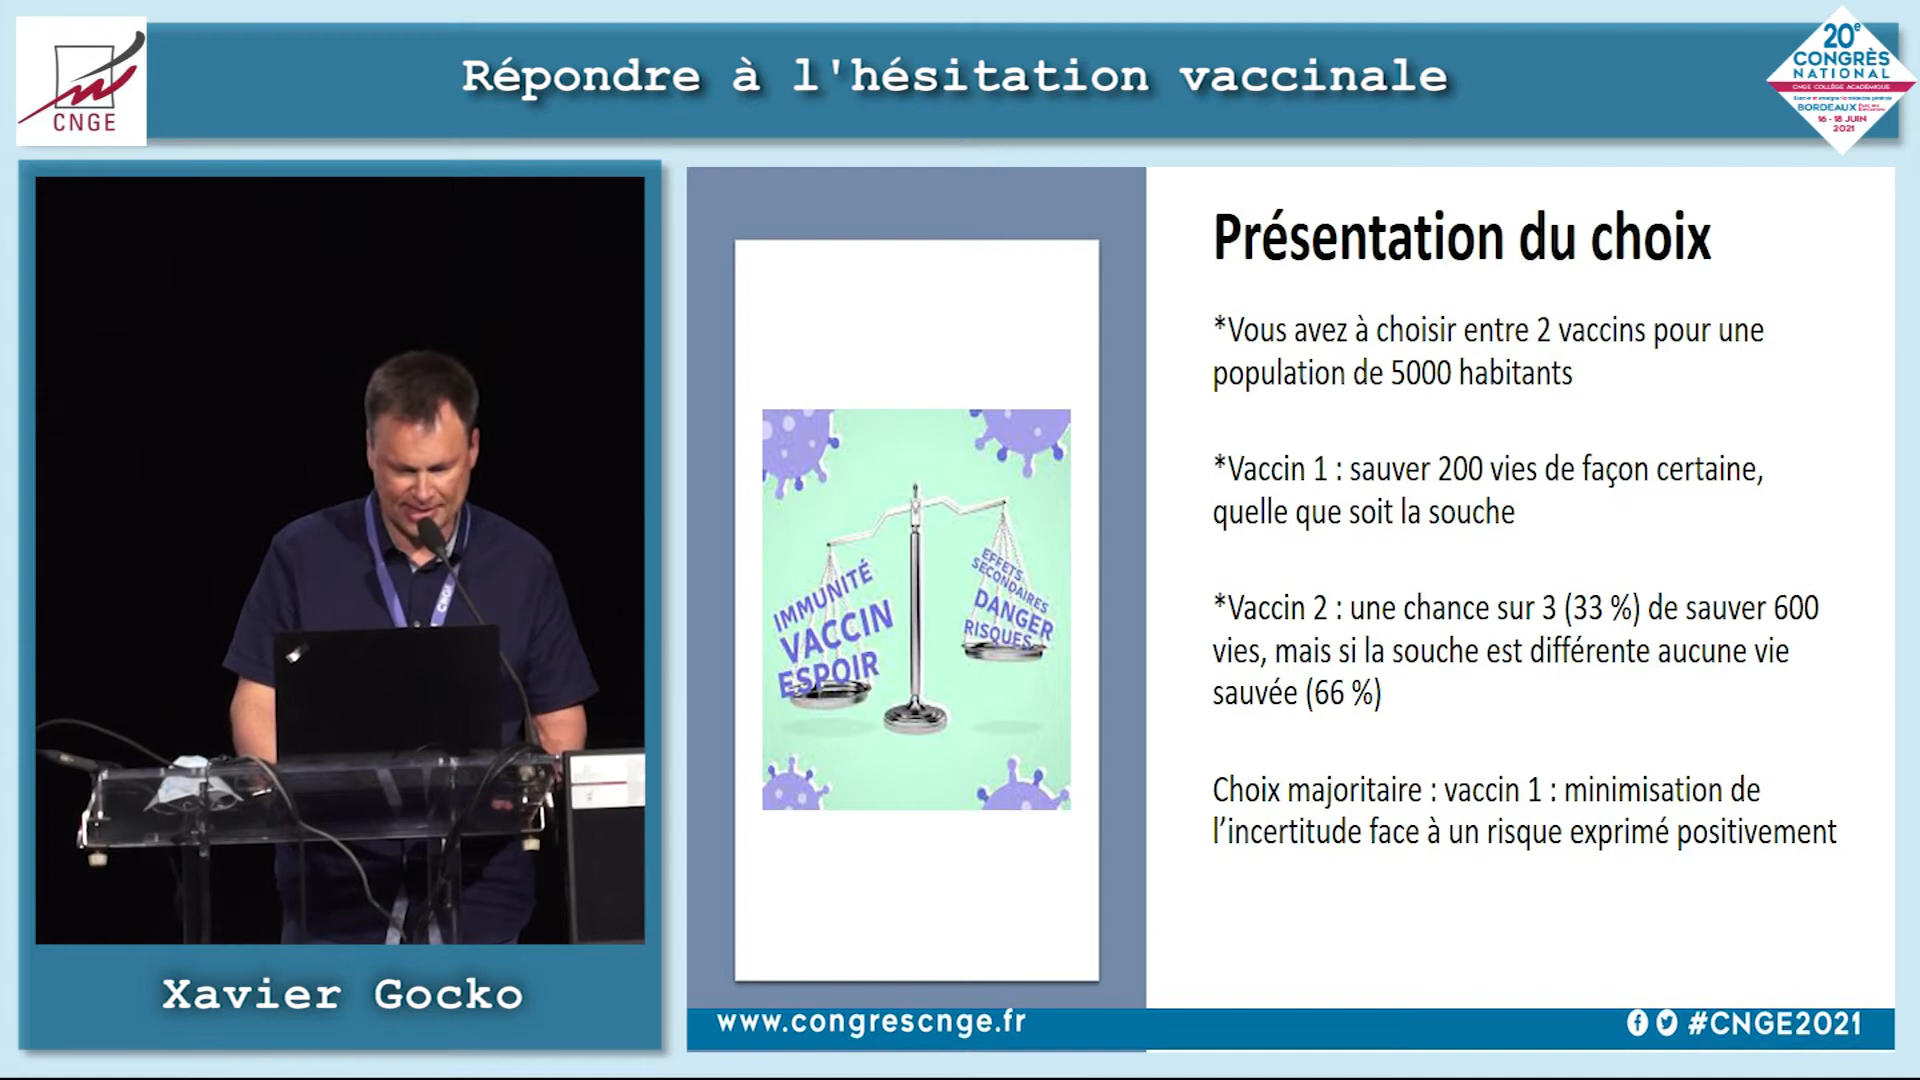 CNGE
Répondre à l'hésitation vaccinale
20e
CONGRÈS
NATIONAL
CNGE COLLÈGE ACADÉMIQUE
BORDEAUX
16 - 18 JUIN
2021
Xavier Gocko
IMMUNITÉ
VACCIN
ESPOIR
EFFETS
SECONDAIRES
DANGER
RISQUES
Présentation du choix
*Vous avez à choisir entre 2 vaccins pour une
population de 5000 habitants
*Vaccin 1 : sauver 200 vies de façon certaine,
quelle que soit la souche
*Vaccin 2 : une chance sur 3 (33 %) de sauver 600
vies, mais si la souche est différente aucune vie
sauvée (66 %)
Choix majoritaire : vaccin 1 : minimisation de
l’incertitude face à un risque exprimé positivement
www.congrescnge.fr
#CNGE2021